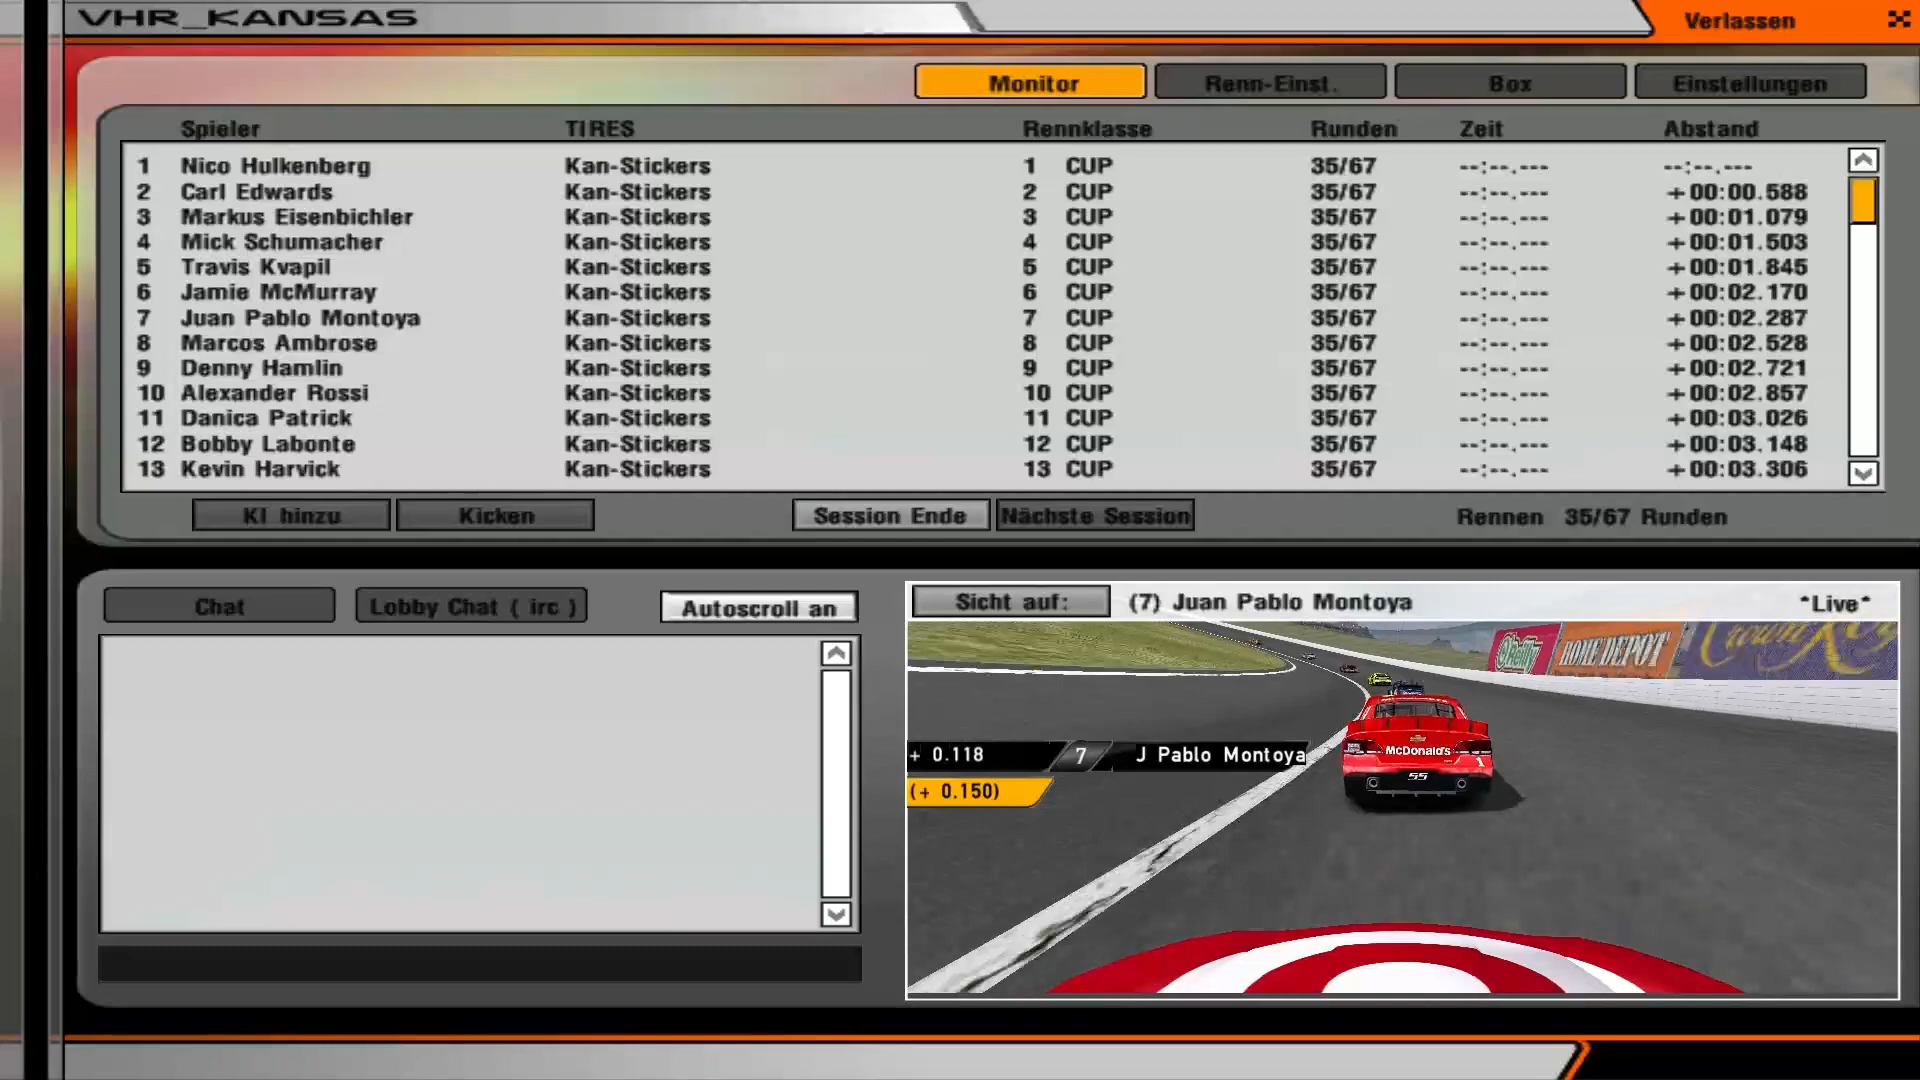 VHR_KANSAS
Verlassen
Monitor Renn-Einst. Box Einstellungen
Spieler TIRES Rennklasse Runden Zeit Abstand
1 Nico Hulkenberg Kan-Stickers 1 CUP 35/67 --:--.--- --:--.---
2 Carl Edwards Kan-Stickers 2 CUP 35/67 --:--.--- +00:00.588
3 Markus Eisenbichler Kan-Stickers 3 CUP 35/67 --:--.--- +00:01.079
4 Mick Schumacher Kan-Stickers 4 CUP 35/67 --:--.--- +00:01.503
5 Travis Kvapil Kan-Stickers 5 CUP 35/67 --:--.--- +00:01.845
6 Jamie McMurray Kan-Stickers 6 CUP 35/67 --:--.--- +00:02.170
7 Juan Pablo Montoya Kan-Stickers 7 CUP 35/67 --:--.--- +00:02.287
8 Marcos Ambrose Kan-Stickers 8 CUP 35/67 --:--.--- +00:02.528
9 Denny Hamlin Kan-Stickers 9 CUP 35/67 --:--.--- +00:02.721
10 Alexander Rossi Kan-Stickers 10 CUP 35/67 --:--.--- +00:02.857
11 Danica Patrick Kan-Stickers 11 CUP 35/67 --:--.--- +00:03.026
12 Bobby Labonte Kan-Stickers 12 CUP 35/67 --:--.--- +00:03.148
13 Kevin Harvick Kan-Stickers 13 CUP 35/67 --:--.--- +00:03.306
KI hinzu Kicken Session Ende Nächste Session Rennen 35/67 Runden
Chat Lobby Chat ( irc ) Autoscroll an
Sicht auf: (7) Juan Pablo Montoya *Live*
O'Reilly HOME DEPOT Crown
+ 0.118 7 J Pablo Montoya
(+ 0.150)
McDonald's
1
55